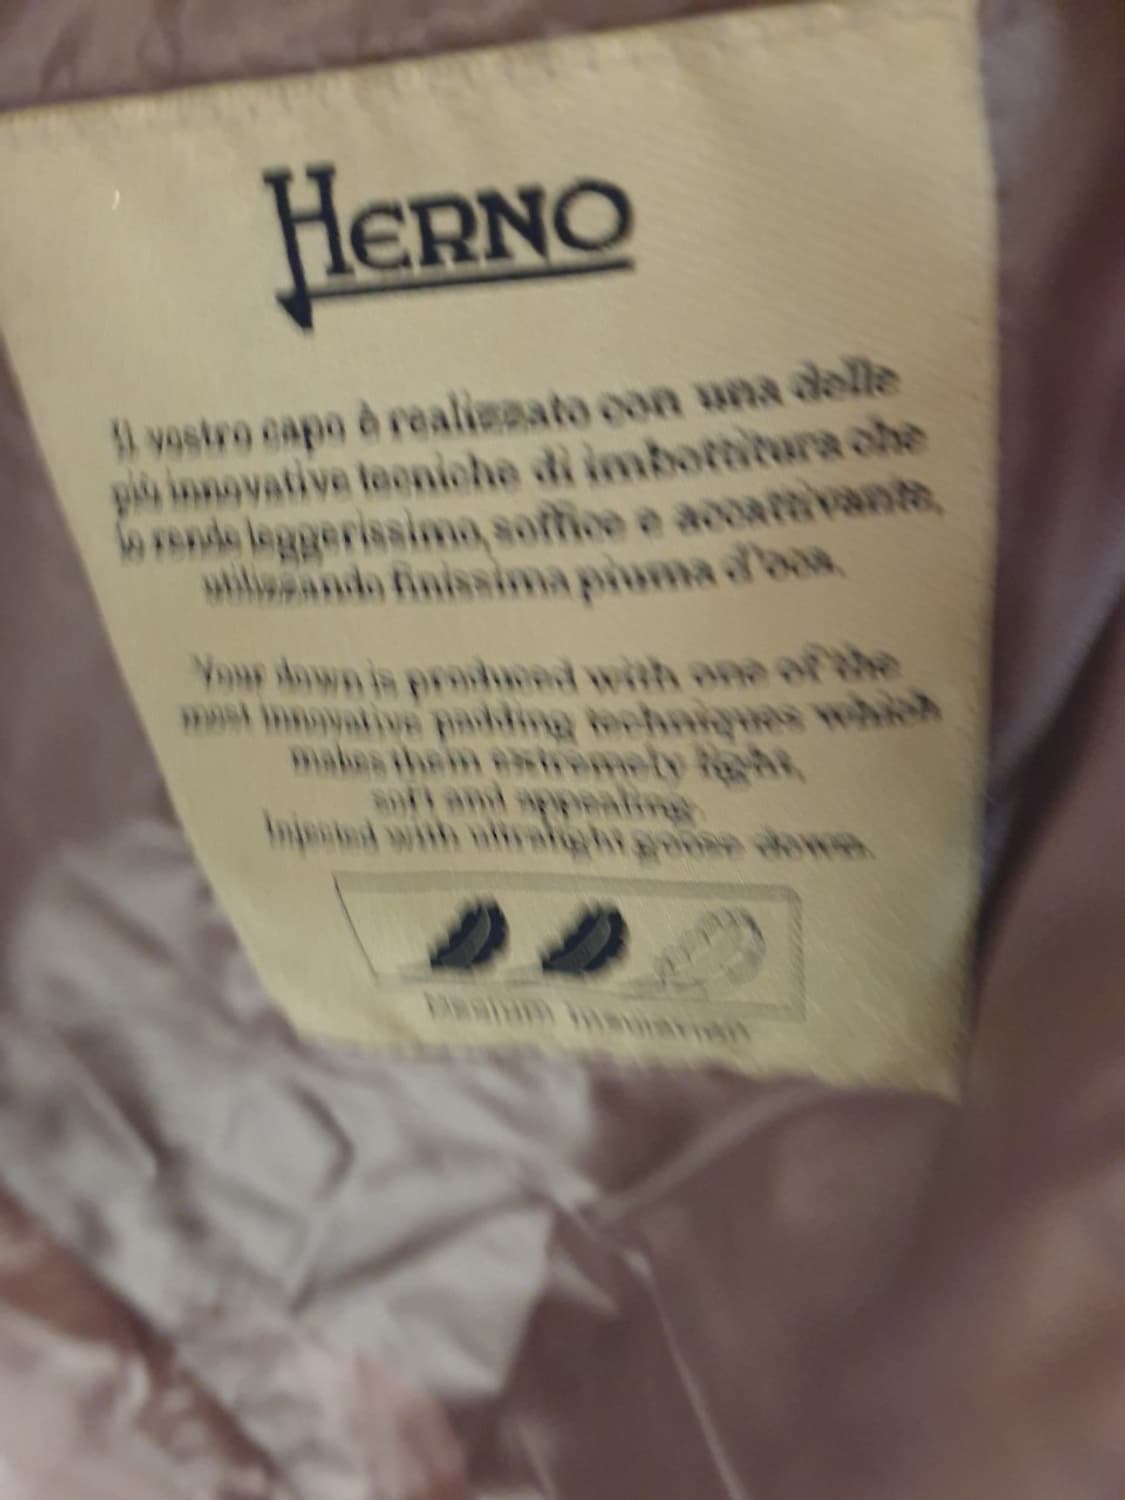 HERNO
Il vostro capo è realizzato con una delle
più innovative tecniche di imbottitura che
lo rende leggerissimo, soffice e accattivante,
utilizzando finissima piuma d'oca.
Your down is produced with one of the
most innovative padding techniques which
makes them extremely light,
soft and appealing.
Injected with ultralight goose down.
Medium Insulation